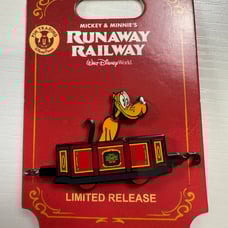 MICKEY & MINNIE'S
RUNAWAY
RAILWAY
Walt Disney World
LIMITED RELEASE